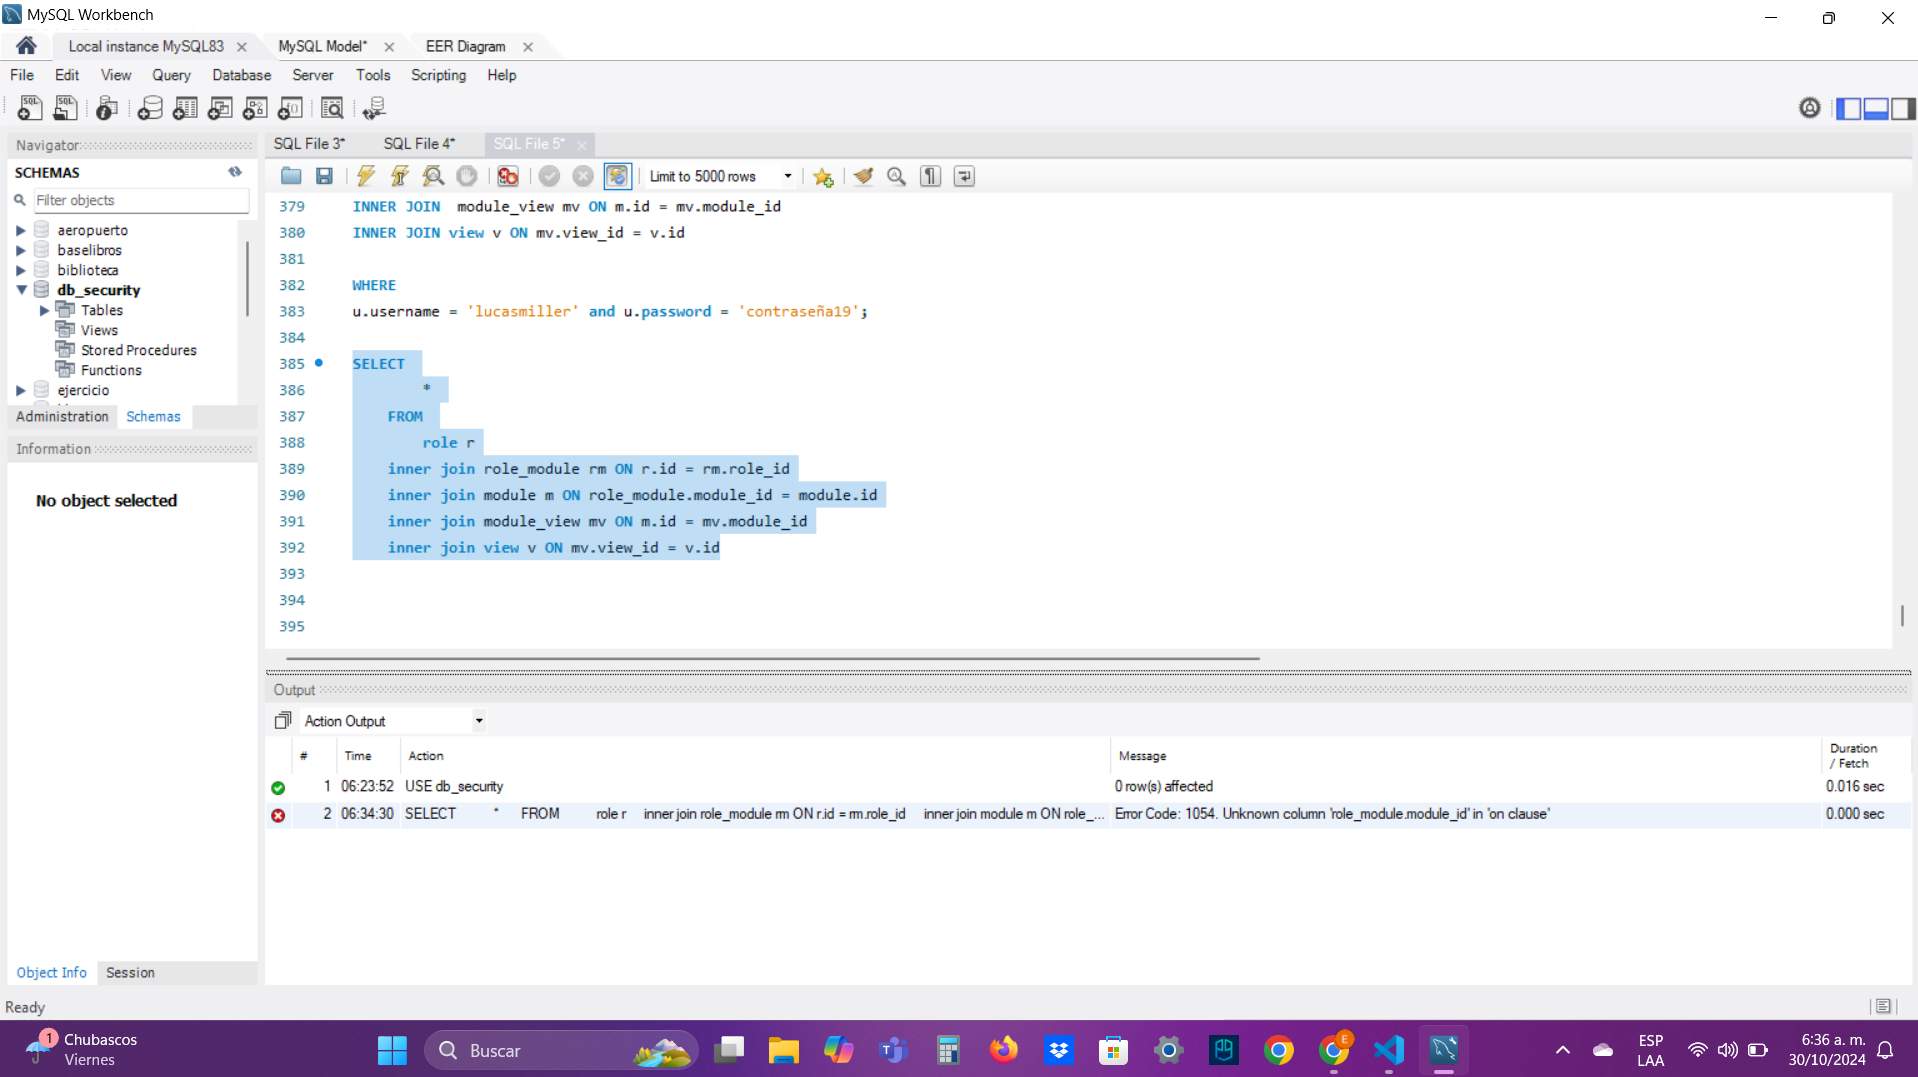 MySQL Workbench
Local instance MySQL83
MySQL Model*
EER Diagram
File Edit View Query Database Server Tools Scripting Help
Navigator
SCHEMAS
Filter objects
aeropuerto
baselibros
biblioteca
db_security
Tables
Views
Stored Procedures
Functions
ejercicio
Administration Schemas
Information
No object selected
Object Info Session
Ready
SQL File 3* SQL File 4* SQL File 5*
Limit to 5000 rows
379 INNER JOIN  module_view mv ON m.id = mv.module_id
380 INNER JOIN view v ON mv.view_id = v.id
381
382 WHERE
383 u.username = 'lucasmiller' and u.password = 'contraseña19';
384
385 SELECT
386 *
387 FROM
388 role r
389 inner join role_module rm ON r.id = rm.role_id
390 inner join module m ON role_module.module_id = module.id
391 inner join module_view mv ON m.id = mv.module_id
392 inner join view v ON mv.view_id = v.id
393
394
395
Output
Action Output
# Time Action Message Duration / Fetch
1 06:23:52 USE db_security 0 row(s) affected 0.016 sec
2 06:34:30 SELECT * FROM role r inner join role_module rm ON r.id = rm.role_id inner join module m ON role_... Error Code: 1054. Unknown column 'role_module.module_id' in 'on clause' 0.000 sec
1
Chubascos
Viernes
Buscar
E
ESP
LAA
6:36 a. m.
30/10/2024